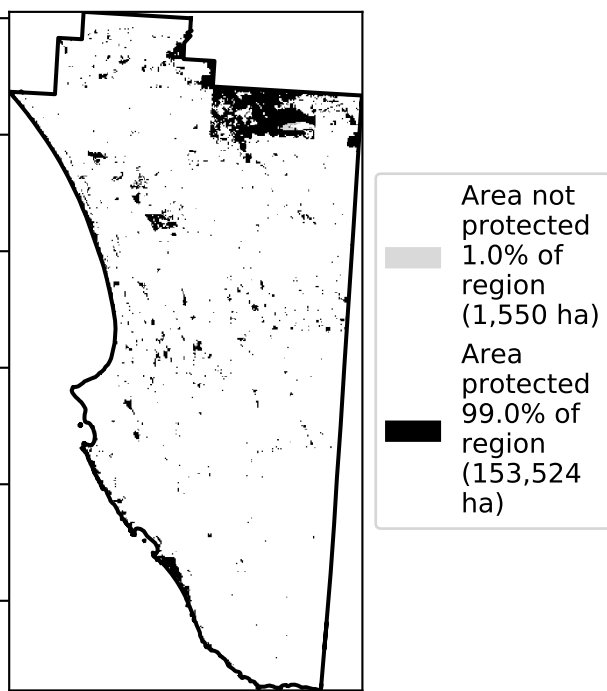 Area not
protected
1.0% of
region
(1,550 ha)
Area
protected
99.0% of
region
(153,524
ha)